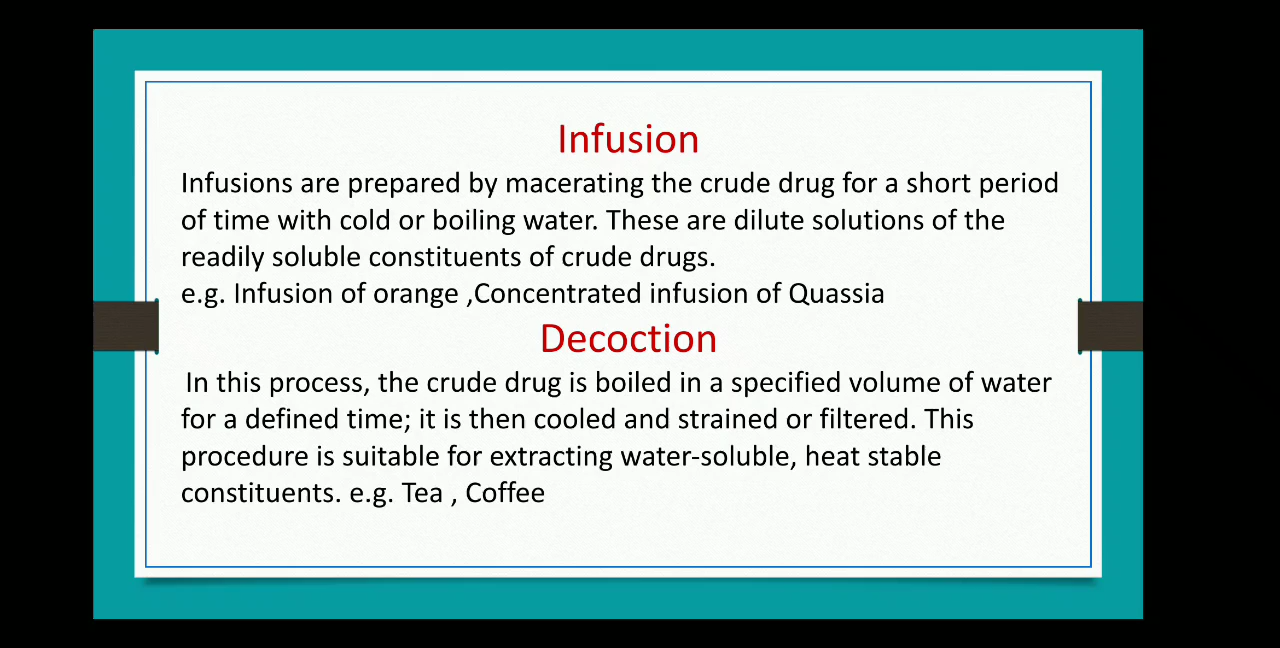 Infusion
Infusions are prepared by macerating the crude drug for a short period
of time with cold or boiling water. These are dilute solutions of the
readily soluble constituents of crude drugs.
e.g. Infusion of orange ,Concentrated infusion of Quassia
Decoction
In this process, the crude drug is boiled in a specified volume of water
for a defined time; it is then cooled and strained or filtered. This
procedure is suitable for extracting water-soluble, heat stable
constituents. e.g. Tea , Coffee